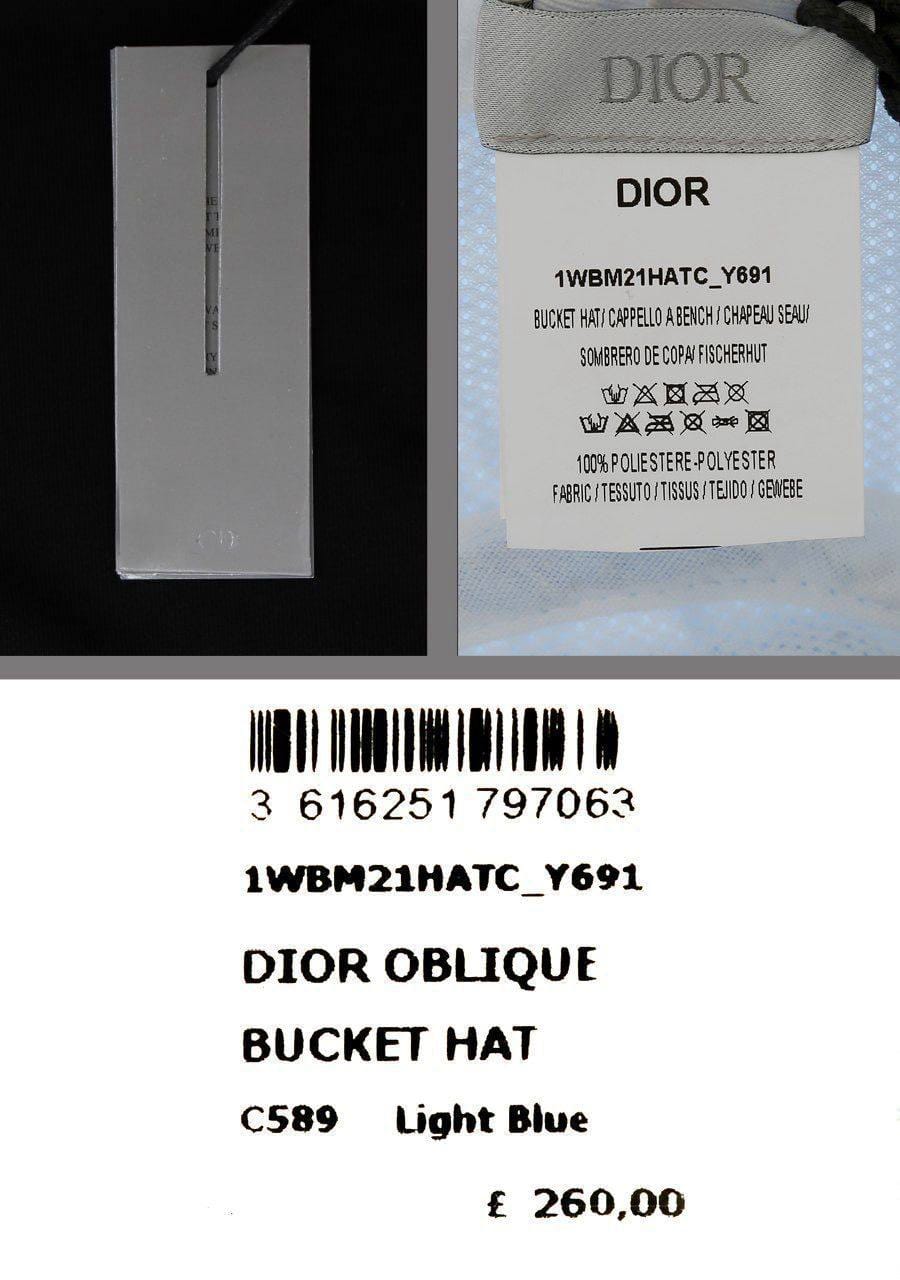 CD
DIOR
DIOR
1WBM21HATC_Y691
BUCKET HAT/ CAPPELLO A BENCH / CHAPEAU SEAU/
SOMBRERO DE COPA/ FISCHERHUT
100% POLIESTERE-POLYESTER
FABRIC / TESSUTO / TISSUS / TEJIDO / GEWEBE
3 616251 797063
1WBM21HATC_Y691
DIOR OBLIQUE
BUCKET HAT
C589 Light Blue
£ 260,00